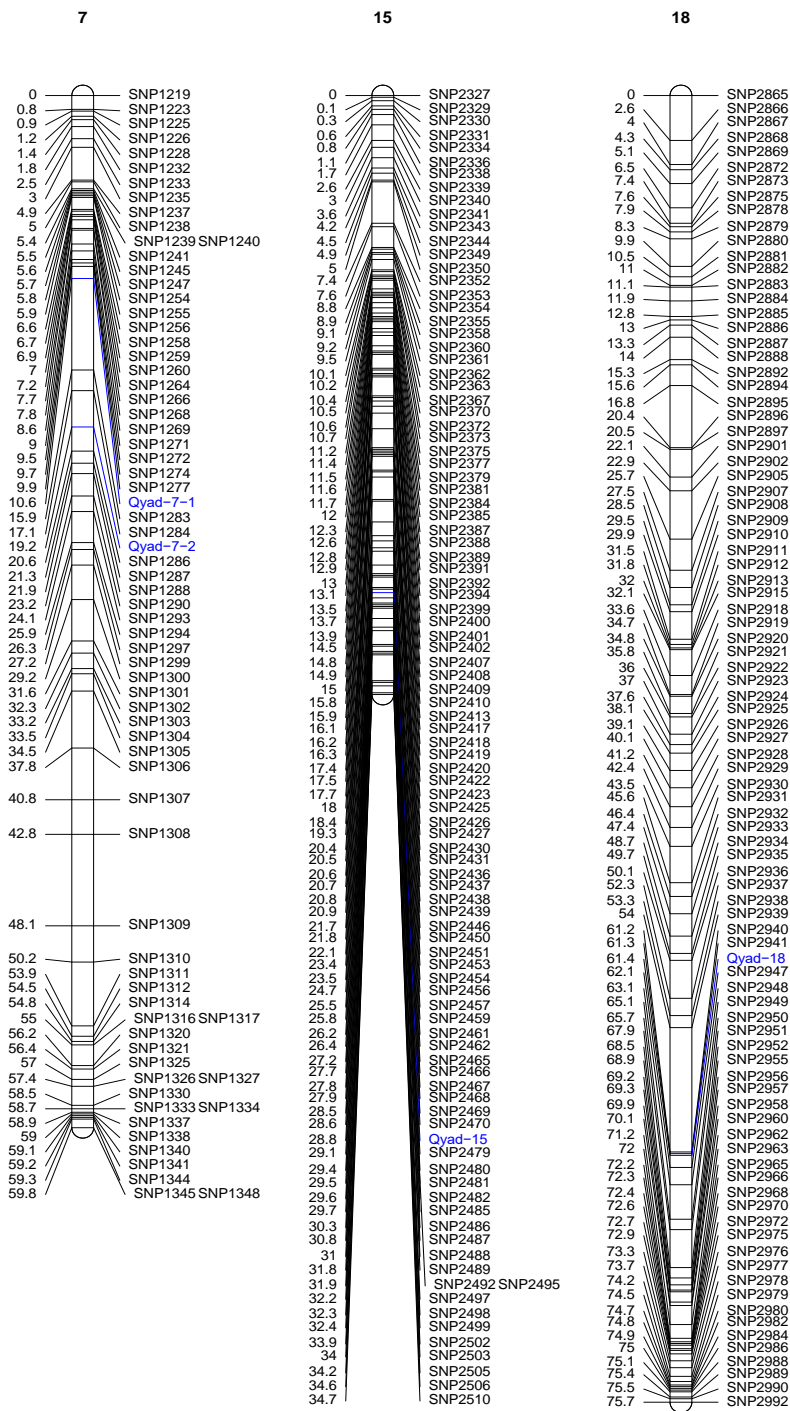 7
0 SNP1219
0.8 SNP1223
0.9 SNP1225
1.2 SNP1226
1.4 SNP1228
1.8 SNP1232
2.5 SNP1233
3 SNP1235
4.9 SNP1237
5 SNP1238
5.4 SNP1239 SNP1240
5.5 SNP1241
5.6 SNP1245
5.7 SNP1247
5.8 SNP1254
5.9 SNP1255
6.6 SNP1256
6.7 SNP1258
6.9 SNP1259
7 SNP1260
7.2 SNP1264
7.7 SNP1266
7.8 SNP1268
8.6 SNP1269
9 SNP1271
9.5 SNP1272
9.7 SNP1274
9.9 SNP1277
10.6 Qyad−7−1
15.9 SNP1283
17.1 SNP1284
19.2 Qyad−7−2
20.6 SNP1286
21.3 SNP1287
21.9 SNP1288
23.2 SNP1290
24.1 SNP1293
25.9 SNP1294
26.3 SNP1297
27.2 SNP1299
29.2 SNP1300
31.6 SNP1301
32.3 SNP1302
33.2 SNP1303
33.5 SNP1304
34.5 SNP1305
37.8 SNP1306
40.8 SNP1307
42.8 SNP1308
48.1 SNP1309
50.2 SNP1310
53.9 SNP1311
54.5 SNP1312
54.8 SNP1314
55 SNP1316 SNP1317
56.2 SNP1320
56.4 SNP1321
57 SNP1325
57.4 SNP1326 SNP1327
58.5 SNP1330
58.7 SNP1333 SNP1334
58.9 SNP1337
59 SNP1338
59.1 SNP1340
59.2 SNP1341
59.3 SNP1344
59.8 SNP1345 SNP1348
15
0 SNP2327
0.1 SNP2329
0.3 SNP2330
0.6 SNP2331
0.8 SNP2334
1.1 SNP2336
1.7 SNP2338
2.6 SNP2339
3 SNP2340
3.6 SNP2341
4.2 SNP2343
4.5 SNP2344
4.9 SNP2349
5 SNP2350
7.4 SNP2352
7.6 SNP2353
8.8 SNP2354
8.9 SNP2355
9.1 SNP2358
9.2 SNP2360
9.5 SNP2361
10.1 SNP2362
10.2 SNP2363
10.4 SNP2367
10.5 SNP2370
10.6 SNP2372
10.7 SNP2373
11.2 SNP2375
11.4 SNP2377
11.5 SNP2379
11.6 SNP2381
11.7 SNP2384
12 SNP2385
12.3 SNP2387
12.6 SNP2388
12.8 SNP2389
12.9 SNP2391
13 SNP2392
13.1 SNP2394
13.5 SNP2399
13.7 SNP2400
13.9 SNP2401
14.5 SNP2402
14.8 SNP2407
14.9 SNP2408
15 SNP2409
15.8 SNP2410
15.9 SNP2413
16.1 SNP2417
16.2 SNP2418
16.3 SNP2419
17.4 SNP2420
17.5 SNP2422
17.7 SNP2423
18 SNP2425
18.4 SNP2426
19.3 SNP2427
20.4 SNP2430
20.5 SNP2431
20.6 SNP2436
20.7 SNP2437
20.8 SNP2438
20.9 SNP2439
21.7 SNP2446
21.8 SNP2450
22.1 SNP2451
23.4 SNP2453
23.5 SNP2454
24.7 SNP2456
25.5 SNP2457
25.8 SNP2459
26.2 SNP2461
26.4 SNP2462
27.2 SNP2465
27.7 SNP2466
27.8 SNP2467
27.9 SNP2468
28.5 SNP2469
28.6 SNP2470
28.8 Qyad−15
29.1 SNP2479
29.4 SNP2480
29.5 SNP2481
29.6 SNP2482
29.7 SNP2485
30.3 SNP2486
30.8 SNP2487
31 SNP2488
31.8 SNP2489
31.9 SNP2492 SNP2495
32.2 SNP2497
32.3 SNP2498
32.4 SNP2499
33.9 SNP2502
34 SNP2503
34.2 SNP2505
34.6 SNP2506
34.7 SNP2510
18
0 SNP2865
2.6 SNP2866
4 SNP2867
4.3 SNP2868
5.1 SNP2869
6.5 SNP2872
7.4 SNP2873
7.6 SNP2875
7.9 SNP2878
8.3 SNP2879
9.9 SNP2880
10.5 SNP2881
11 SNP2882
11.1 SNP2883
11.9 SNP2884
12.8 SNP2885
13 SNP2886
13.3 SNP2887
14 SNP2888
15.3 SNP2892
15.6 SNP2894
16.8 SNP2895
20.4 SNP2896
20.5 SNP2897
22.1 SNP2901
22.9 SNP2902
25.7 SNP2905
27.5 SNP2907
28.5 SNP2908
29.5 SNP2909
29.9 SNP2910
31.5 SNP2911
31.8 SNP2912
32 SNP2913
32.1 SNP2915
33.6 SNP2918
34.7 SNP2919
34.8 SNP2920
35.8 SNP2921
36 SNP2922
37 SNP2923
37.6 SNP2924
38.1 SNP2925
39.1 SNP2926
40.1 SNP2927
41.2 SNP2928
42.4 SNP2929
43.5 SNP2930
45.6 SNP2931
46.4 SNP2932
47.4 SNP2933
48.7 SNP2934
49.7 SNP2935
50.1 SNP2936
52.3 SNP2937
53.3 SNP2938
54 SNP2939
61.2 SNP2940
61.3 SNP2941
61.4 Qyad−18
62.1 SNP2947
63.1 SNP2948
65.1 SNP2949
65.7 SNP2950
67.9 SNP2951
68.5 SNP2952
68.9 SNP2955
69.2 SNP2956
69.3 SNP2957
69.9 SNP2958
70.1 SNP2960
71.2 SNP2962
72 SNP2963
72.2 SNP2965
72.3 SNP2966
72.4 SNP2968
72.6 SNP2970
72.7 SNP2972
72.9 SNP2975
73.3 SNP2976
73.7 SNP2977
74.2 SNP2978
74.5 SNP2979
74.7 SNP2980
74.8 SNP2982
74.9 SNP2984
75 SNP2986
75.1 SNP2988
75.4 SNP2989
75.5 SNP2990
75.7 SNP2992